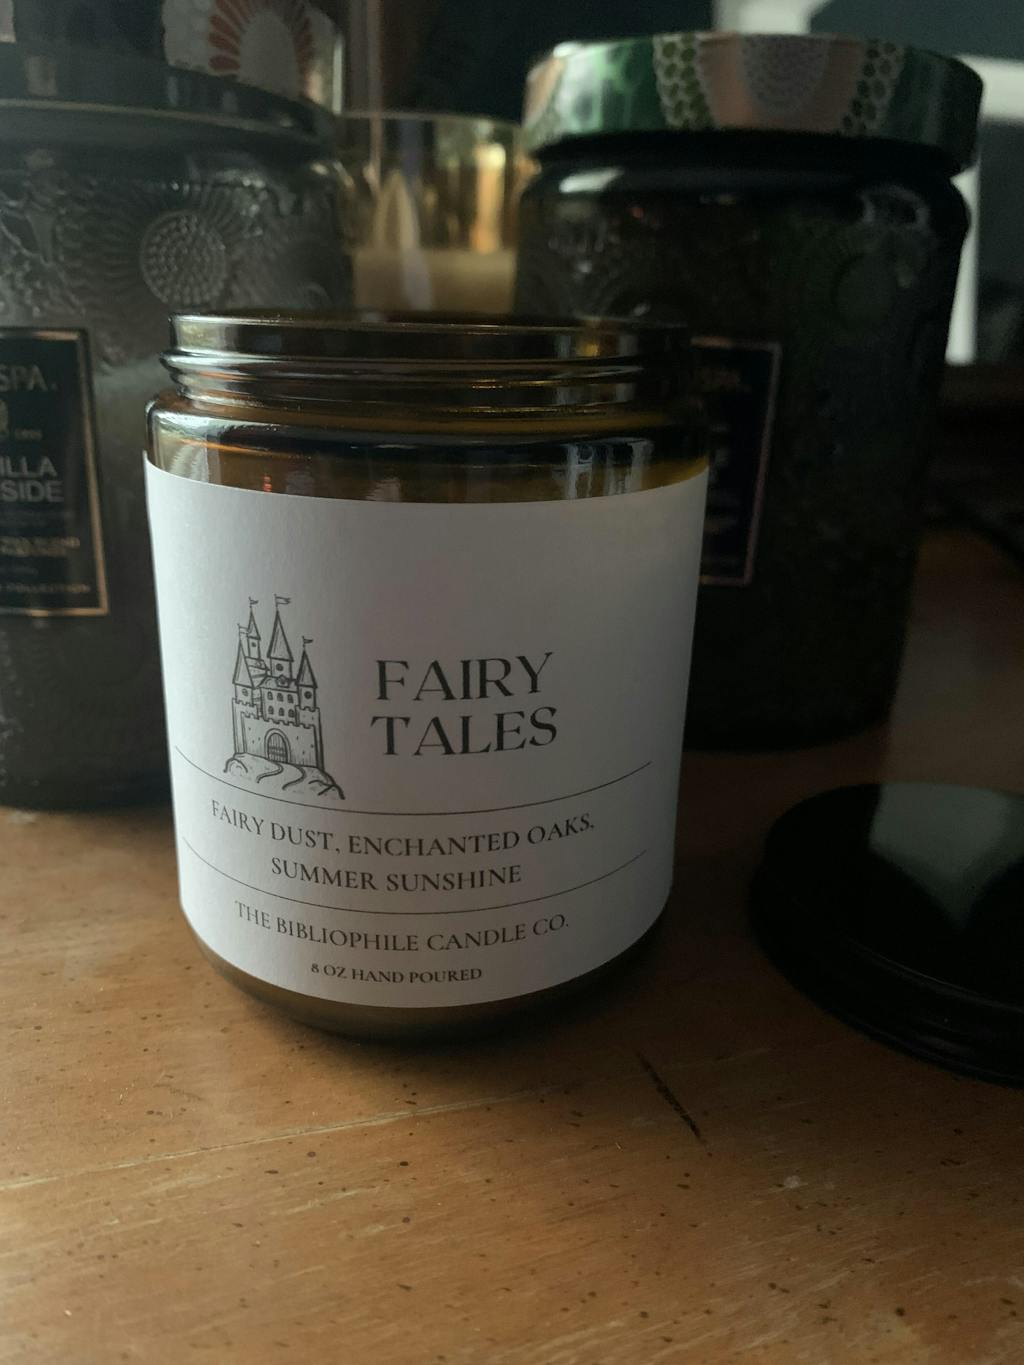 FAIRY
TALES
FAIRY DUST, ENCHANTED OAKS,
SUMMER SUNSHINE
THE BIBLIOPHILE CANDLE CO.
8 OZ HAND POURED
SPA.
ILLA
SIDE
COLLECTION